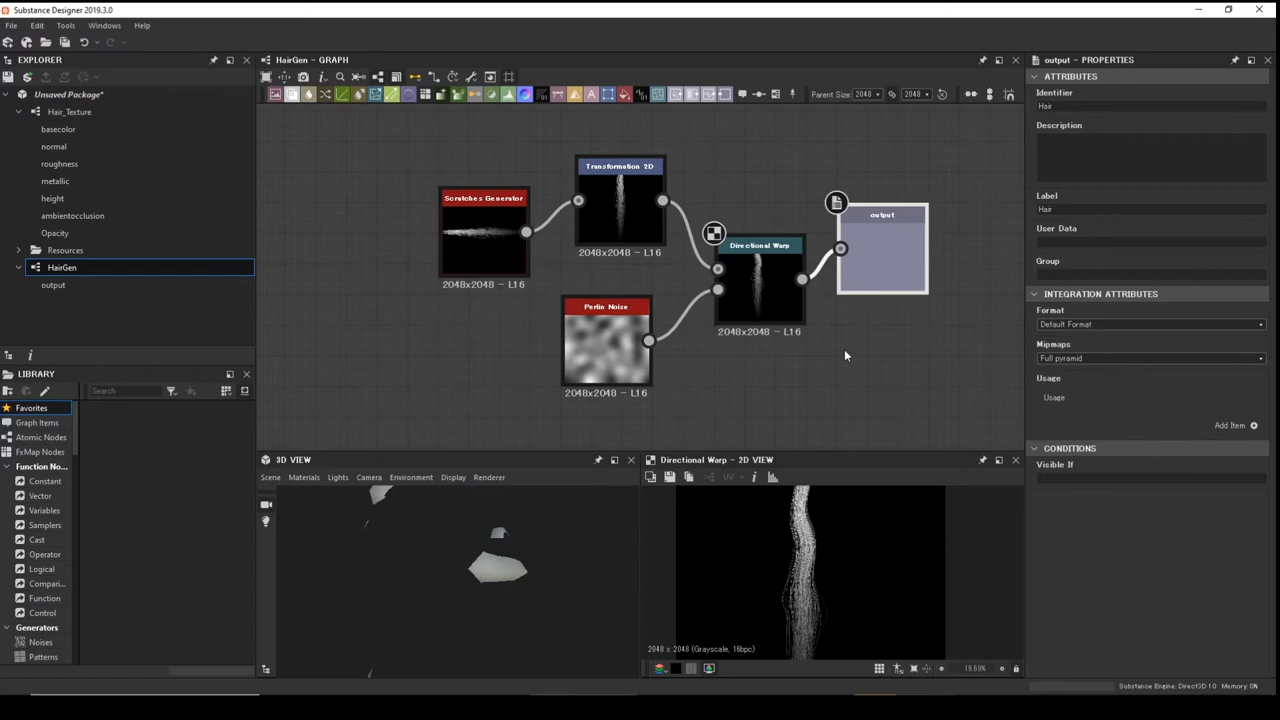 Substance Designer 2019.3.0
File Edit Tools Windows Help
EXPLORER
Unsaved Package*
Hair_Texture
basecolor
normal
roughness
metallic
height
ambientocclusion
Opacity
Resources
HairGen
output
LIBRARY
Search
Favorites
Graph Items
Atomic Nodes
FxMap Nodes
Function No...
Constant
Vector
Variables
Samplers
Cast
Operator
Logical
Compari...
Function
Control
Generators
Noises
Patterns
HairGen - GRAPH
Parent Size: 2048 2048
Scratches Generator
2048x2048 - L16
Transformation 2D
2048x2048 - L16
Perlin Noise
2048x2048 - L16
Directional Warp
2048x2048 - L16
output
3D VIEW
Scene Materials Lights Camera Environment Display Renderer
Directional Warp - 2D VIEW
UV
2048 x 2048 (Grayscale, 16bpc)
19.69%
output - PROPERTIES
ATTRIBUTES
Identifier
Hair
Description
Label
Hair
User Data
Group
INTEGRATION ATTRIBUTES
Format
Default Format
Mipmaps
Full pyramid
Usage
Usage
Add Item
CONDITIONS
Visible If
Substance Engine: Direct3D 10 Memory: 0%